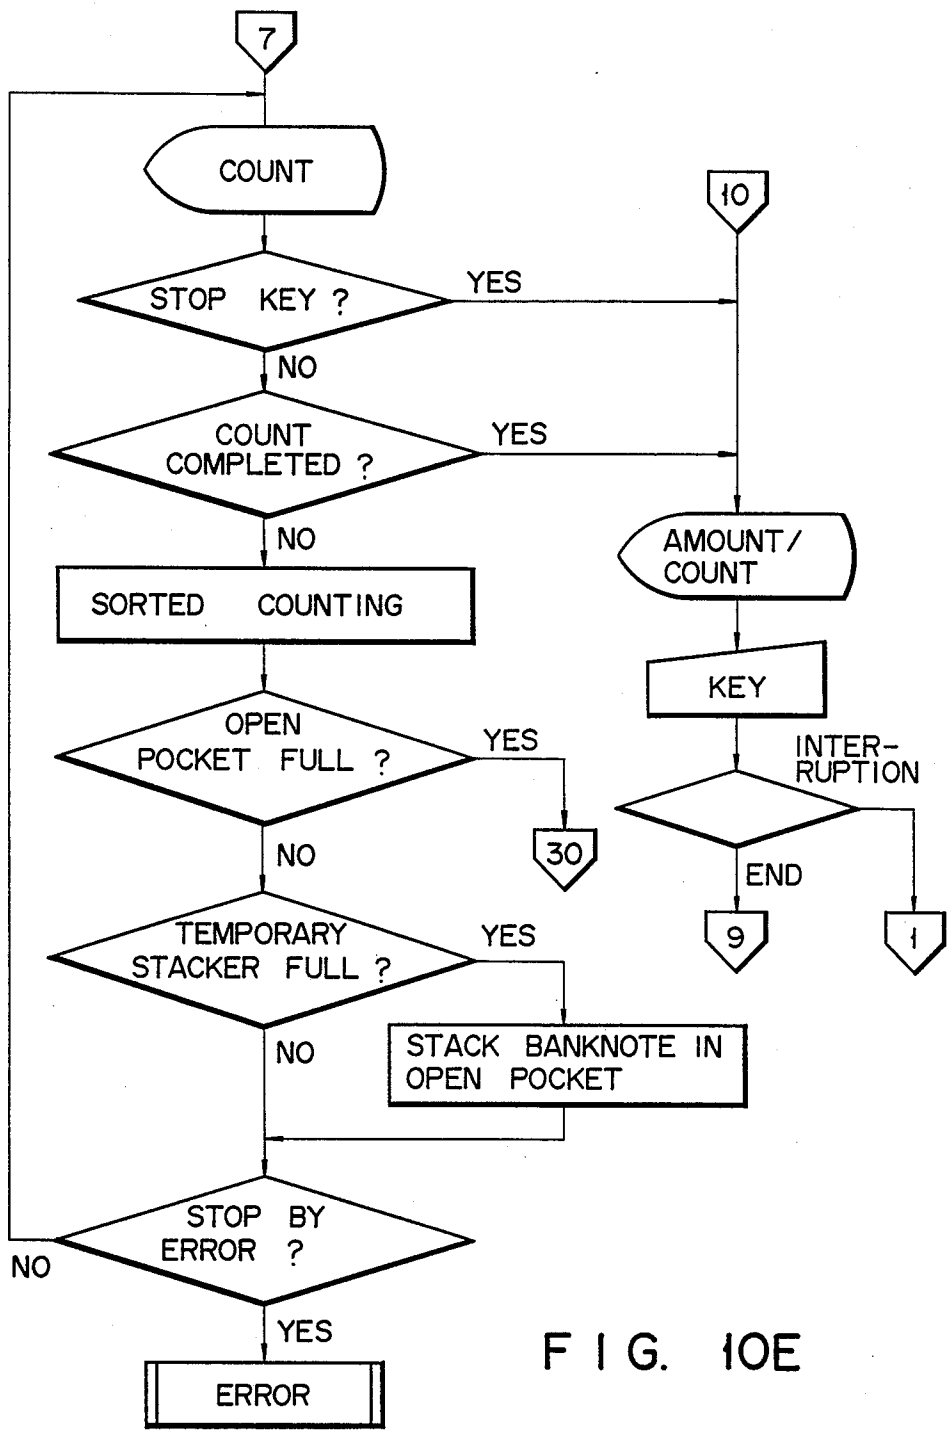 7
COUNT
10
STOP KEY ?
YES
NO
COUNT
COMPLETED ?
YES
NO
AMOUNT/
COUNT
SORTED COUNTING
KEY
OPEN
POCKET FULL ?
YES
INTER-
RUPTION
30
NO
END
9
1
TEMPORARY
STACKER FULL ?
YES
NO
STACK BANKNOTE IN
OPEN POCKET
STOP BY
ERROR ?
NO
YES
ERROR
FIG. 10E